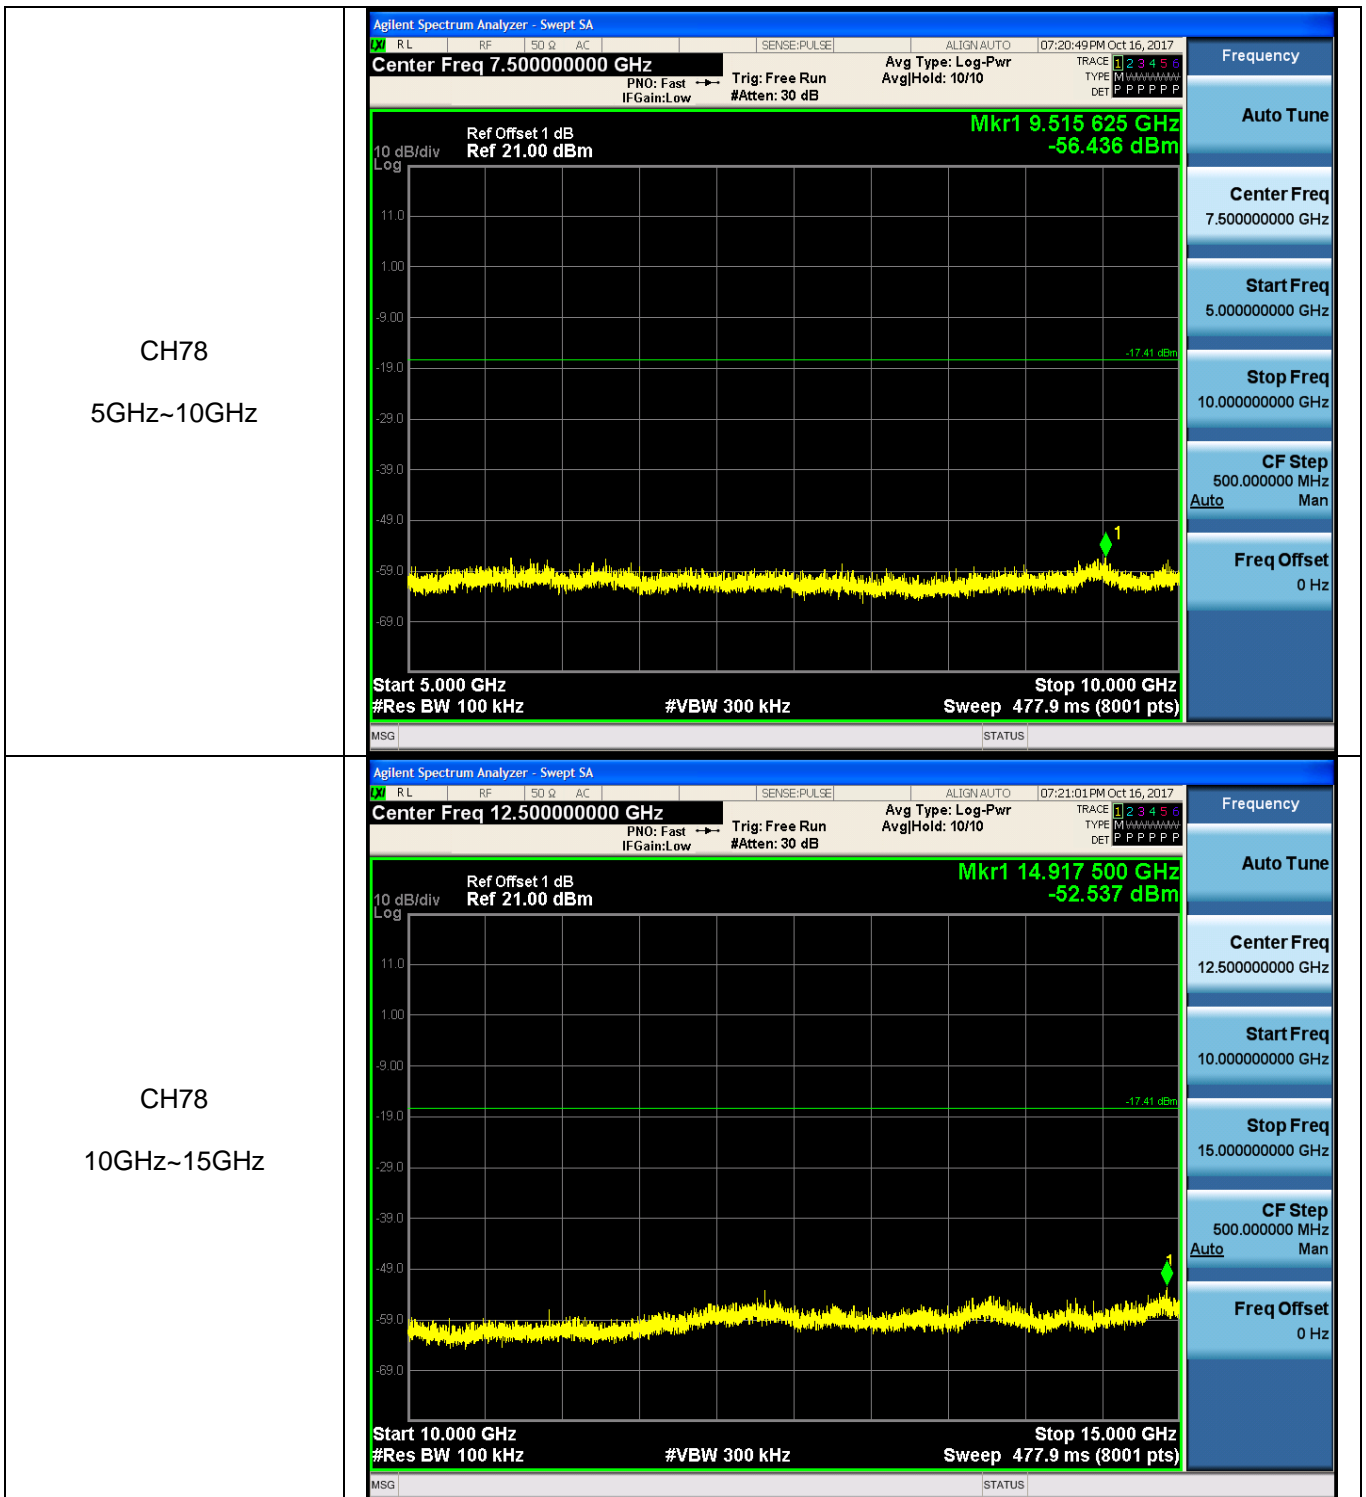 CH78
5GHz~10GHz
Agilent Spectrum Analyzer - Swept SA
LXI RL RF 50 Ω AC SENSE:PULSE ALIGN AUTO 07:20:49 PM Oct 16, 2017
Center Freq 7.500000000 GHz
PNO: Fast
IFGain:Low
Trig: Free Run
#Atten: 30 dB
Avg Type: Log-Pwr
Avg|Hold: 10/10
TRACE 1 2 3 4 5 6
TYPE M
DET P P P P P P
Mkr1 9.515 625 GHz
-56.436 dBm
Ref Offset 1 dB
10 dB/div Ref 21.00 dBm
Log
11.0
1.00
-9.00
-17.41 dBm
-19.0
-29.0
-39.0
-49.0
1
-59.0
-69.0
Start 5.000 GHz Stop 10.000 GHz
#Res BW 100 kHz #VBW 300 kHz Sweep 477.9 ms (8001 pts)
MSG STATUS
Frequency
Auto Tune
Center Freq
7.500000000 GHz
Start Freq
5.000000000 GHz
Stop Freq
10.000000000 GHz
CF Step
500.000000 MHz
Auto Man
Freq Offset
0 Hz
CH78
10GHz~15GHz
Agilent Spectrum Analyzer - Swept SA
LXI RL RF 50 Ω AC SENSE:PULSE ALIGN AUTO 07:21:01 PM Oct 16, 2017
Center Freq 12.500000000 GHz
PNO: Fast
IFGain:Low
Trig: Free Run
#Atten: 30 dB
Avg Type: Log-Pwr
Avg|Hold: 10/10
TRACE 1 2 3 4 5 6
TYPE M
DET P P P P P P
Mkr1 14.917 500 GHz
-52.537 dBm
Ref Offset 1 dB
10 dB/div Ref 21.00 dBm
Log
11.0
1.00
-9.00
-17.41 dBm
-19.0
-29.0
-39.0
-49.0
1
-59.0
-69.0
Start 10.000 GHz Stop 15.000 GHz
#Res BW 100 kHz #VBW 300 kHz Sweep 477.9 ms (8001 pts)
MSG STATUS
Frequency
Auto Tune
Center Freq
12.500000000 GHz
Start Freq
10.000000000 GHz
Stop Freq
15.000000000 GHz
CF Step
500.000000 MHz
Auto Man
Freq Offset
0 Hz